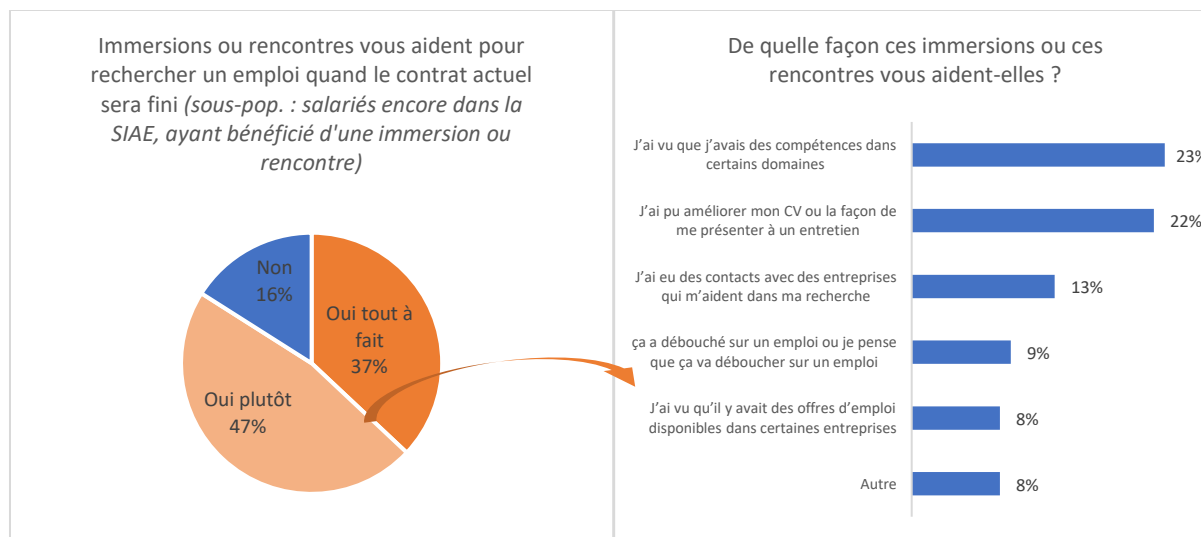 Immersions ou rencontres vous aident pour
rechercher un emploi quand le contrat actuel
sera fini (sous-pop. : salariés encore dans la
SIAE, ayant bénéficié d'une immersion ou
rencontre)
Non
16%
Oui tout à
fait
37%
Oui plutôt
47%
De quelle façon ces immersions ou ces
rencontres vous aident-elles ?
J’ai vu que j’avais des compétences dans
certains domaines
23%
J’ai pu améliorer mon CV ou la façon de
me présenter à un entretien
22%
J’ai eu des contacts avec des entreprises
qui m’aident dans ma recherche
13%
ça a débouché sur un emploi ou je pense
que ça va déboucher sur un emploi
9%
J’ai vu qu’il y avait des offres d’emploi
disponibles dans certaines entreprises
8%
Autre
8%